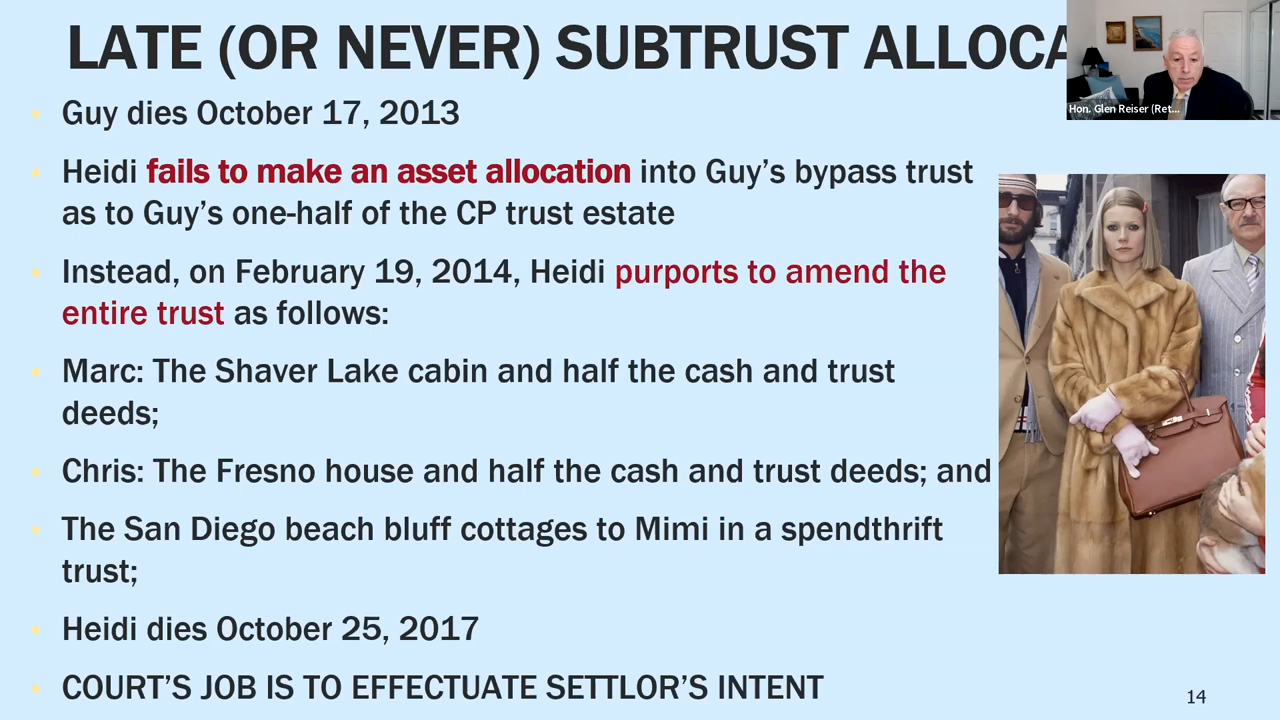 LATE (OR NEVER) SUBTRUST ALLOCA
Hon. Glen Reiser (Ret...
Guy dies October 17, 2013
Heidi fails to make an asset allocation into Guy’s bypass trust
as to Guy’s one-half of the CP trust estate
Instead, on February 19, 2014, Heidi purports to amend the
entire trust as follows:
Marc: The Shaver Lake cabin and half the cash and trust
deeds;
Chris: The Fresno house and half the cash and trust deeds; and
The San Diego beach bluff cottages to Mimi in a spendthrift
trust;
Heidi dies October 25, 2017
COURT’S JOB IS TO EFFECTUATE SETTLOR’S INTENT
14